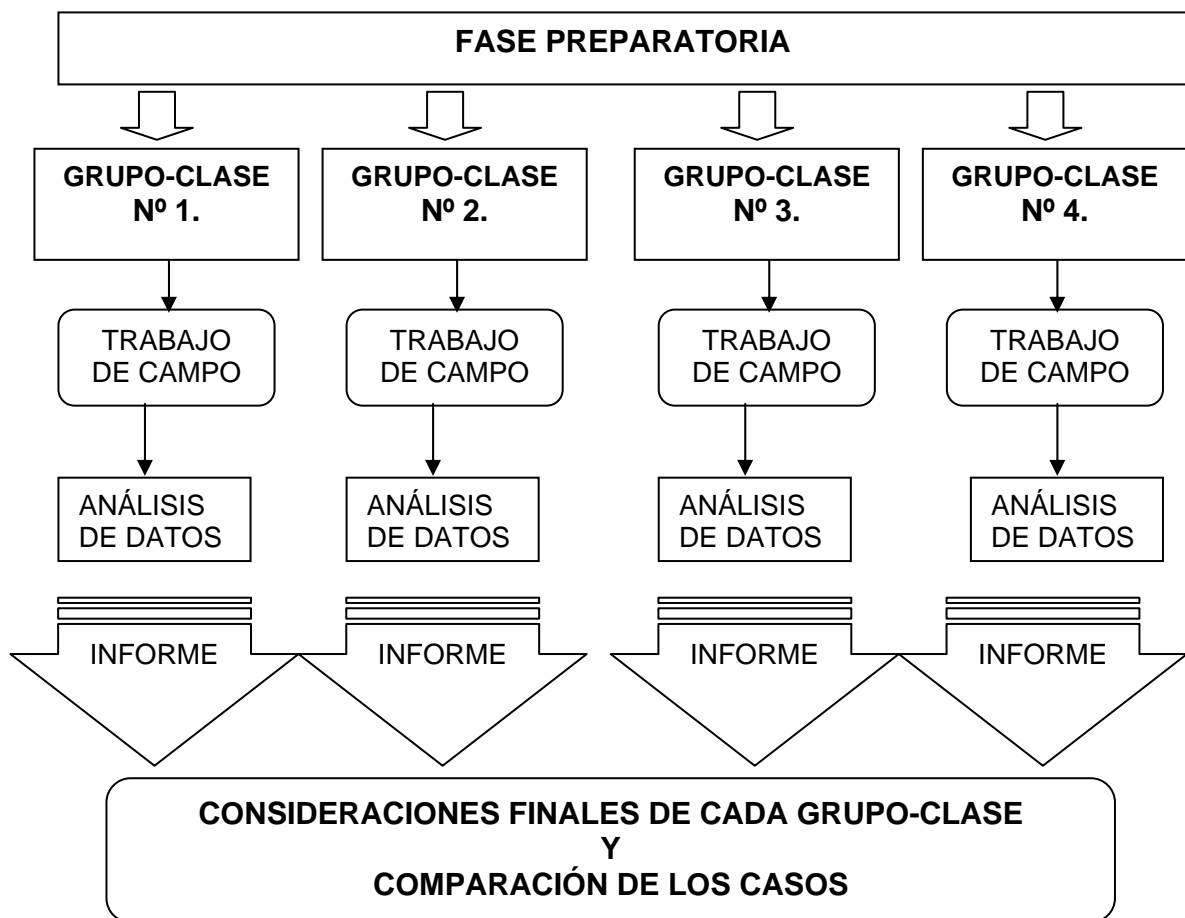 FASE PREPARATORIA
GRUPO-CLASE
Nº 1.
GRUPO-CLASE
Nº 2.
GRUPO-CLASE
Nº 3.
GRUPO-CLASE
Nº 4.
TRABAJO
DE CAMPO
TRABAJO
DE CAMPO
TRABAJO
DE CAMPO
TRABAJO
DE CAMPO
ANÁLISIS
DE DATOS
ANÁLISIS
DE DATOS
ANÁLISIS
DE DATOS
ANÁLISIS
DE DATOS
INFORME
INFORME
INFORME
INFORME
CONSIDERACIONES FINALES DE CADA GRUPO-CLASE
Y
COMPARACIÓN DE LOS CASOS